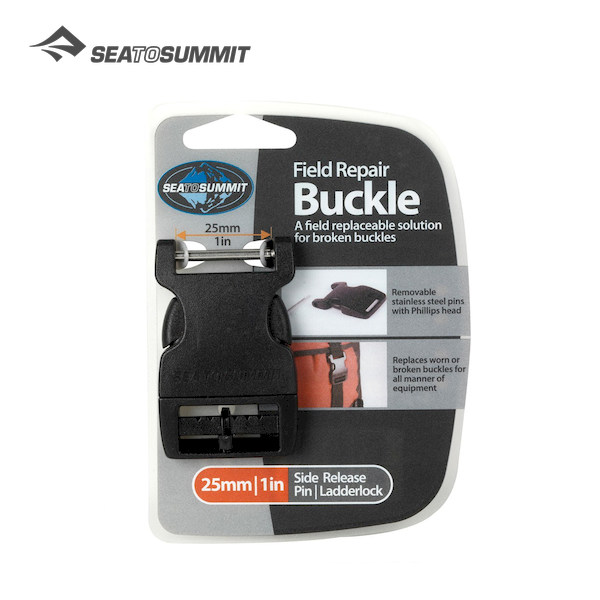 SEATOSUMMIT
SEATOSUMMIT
25mm
1in
Field Repair
Buckle
A field replaceable solution
for broken buckles
Removable
stainless steel pins
with Phillips head
SEATOSUMMIT
Replaces worn or
broken buckles for
all manner of
equipment
25mm|1in
Side Release
Pin|Ladderlock